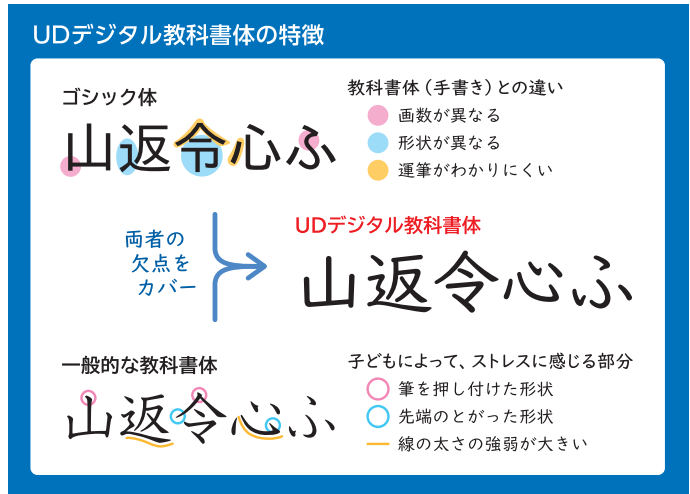 UDデジタル教科書体の特徴
ゴシック体
山返令心ふ
教科書体（手書き）との違い
画数が異なる
形状が異なる
運筆がわかりにくい
両者の
欠点を
カバー
UDデジタル教科書体
山返令心ふ
一般的な教科書体
山返令心ふ
子どもによって、ストレスに感じる部分
筆を押し付けた形状
先端のとがった形状
線の太さの強弱が大きい